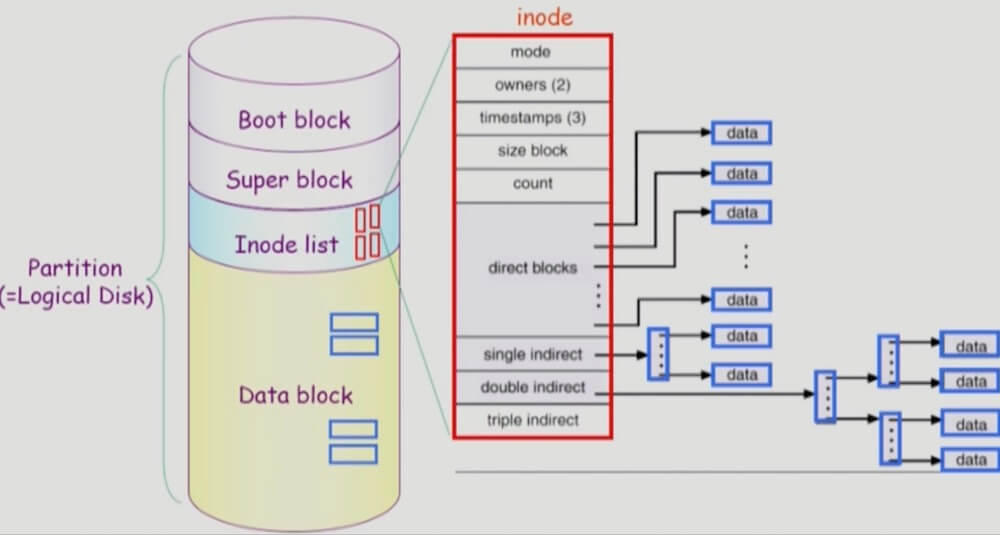 Partition
(=Logical Disk)
Boot block
Super block
Inode list
Data block
inode
mode
owners (2)
timestamps (3)
size block
count
direct blocks
single indirect
double indirect
triple indirect
data
data
data
data
data
data
data
data
data
data